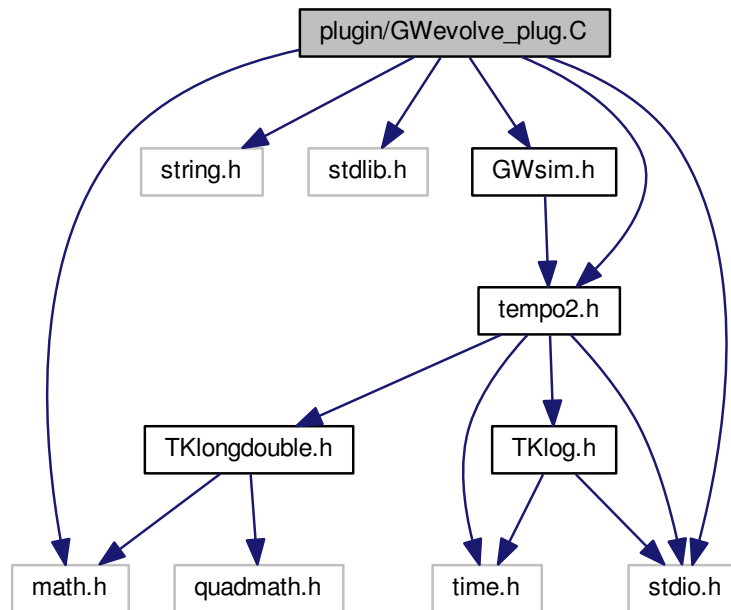 plugin/GWevolve_plug.C
string.h
stdlib.h
GWsim.h
tempo2.h
TKlongdouble.h
TKlog.h
math.h
quadmath.h
time.h
stdio.h